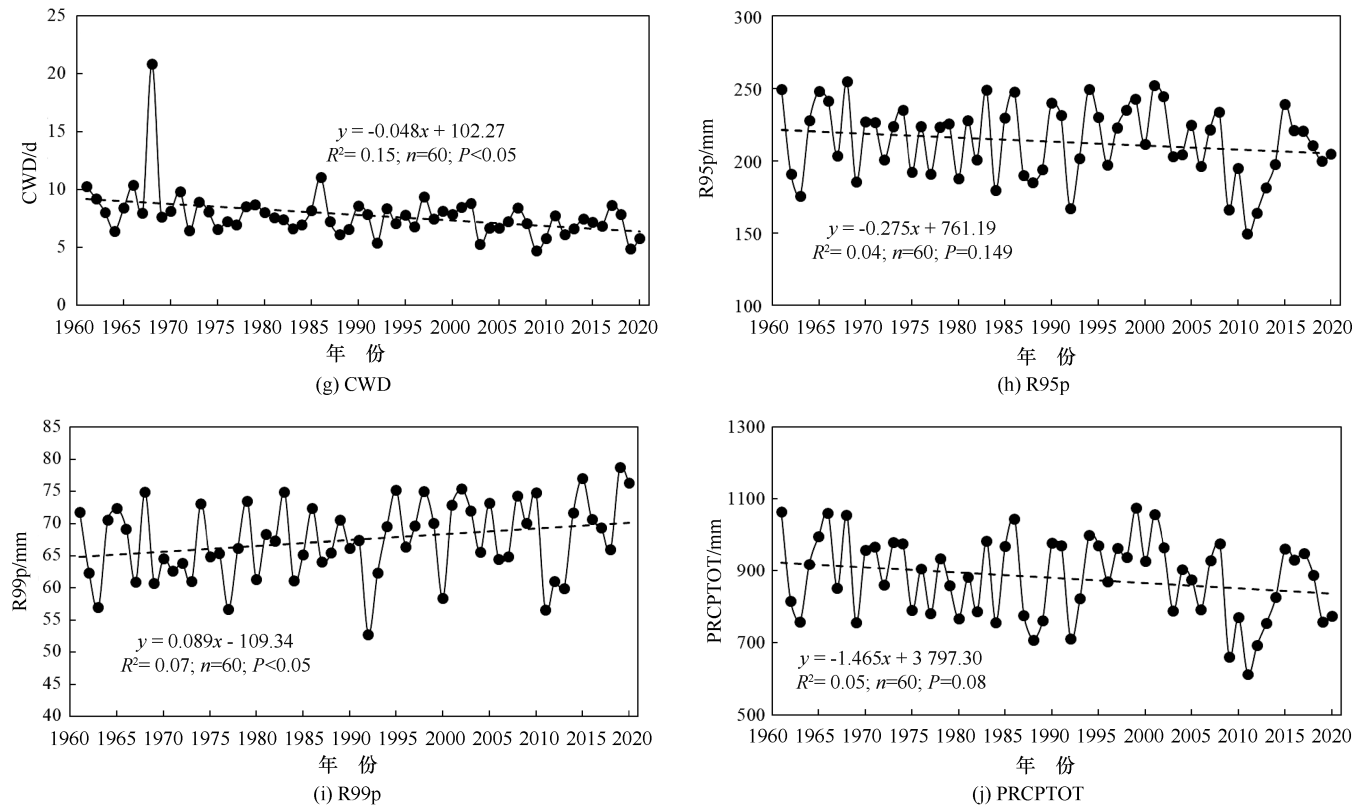 25
20
15
10
5
0
CWD/d
y = -0.048x + 102.27
R²= 0.15; n=60; P<0.05
1960 1965 1970 1975 1980 1985 1990 1995 2000 2005 2010 2015 2020
年 份
(g) CWD
300
250
200
150
100
R95p/mm
y = -0.275x + 761.19
R²= 0.04; n=60; P=0.149
1960 1965 1970 1975 1980 1985 1990 1995 2000 2005 2010 2015 2020
年 份
(h) R95p
85
80
75
70
65
60
55
50
45
40
R99p/mm
y = 0.089x - 109.34
R²= 0.07; n=60; P<0.05
1960 1965 1970 1975 1980 1985 1990 1995 2000 2005 2010 2015 2020
年 份
(i) R99p
1300
1100
900
700
500
PRCPTOT/mm
y = -1.465x + 3 797.30
R²= 0.05; n=60; P=0.08
1960 1965 1970 1975 1980 1985 1990 1995 2000 2005 2010 2015 2020
年 份
(j) PRCPTOT